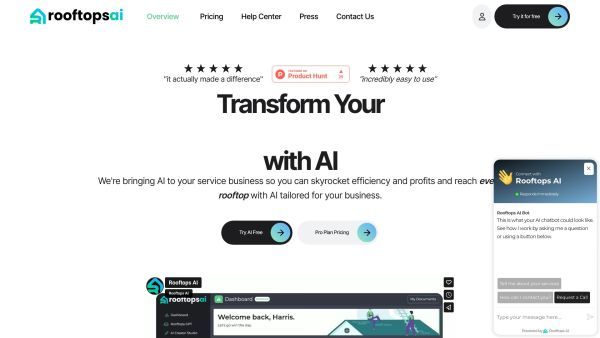 rooftopsai
Overview
Pricing
Help Center
Press
Contact Us
Try it for free
"it actually made a difference"
Product Hunt
"incredibly easy to use"
Transform Your
with AI
We're bringing AI to your service business so you can skyrocket efficiency and profits and reach eve
rooftop with AI tailored for your business.
Try AI Free
Pro Plan Pricing
Connect with
Rooftops AI
Responds immediately
Rooftops AI Bot
This is what your AI chatbot could look like.
See how I work by asking me a question
or using a button below.
Tell me about your services
How can I contact you?
Request a Call
Type your message here...
Powered by Rooftops AI
Rooftops AI
Rooftops AI
rooftopsai
Dashboard
My Documents
Dashboard
Rooftops GPT
AI Creator Studio
Welcome back, Harris.
Let's go win the day.